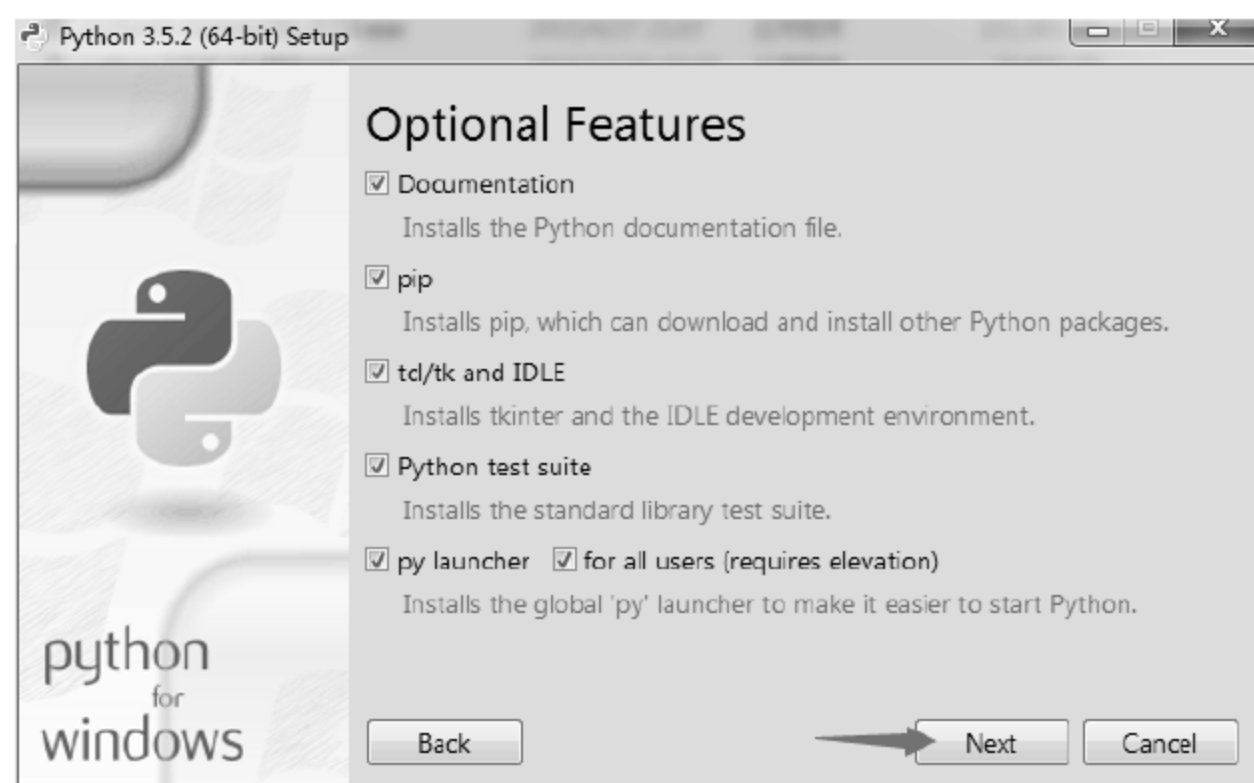 Python 3.5.2 (64-bit) Setup
Optional Features
Documentation
Installs the Python documentation file.
pip
Installs pip, which can download and install other Python packages.
tcl/tk and IDLE
Installs tkinter and the IDLE development environment.
Python test suite
Installs the standard library test suite.
py launcher for all users (requires elevation)
Installs the global 'py' launcher to make it easier to start Python.
python
for
windows
Back Next Cancel